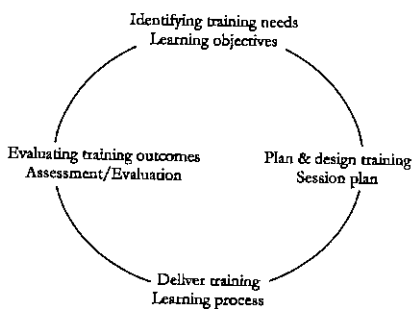 Identifying training needs
Learning objectives
Evaluating training outcomes
Assessment/Evaluation
Plan & design training
Session plan
Deliver training
Learning process